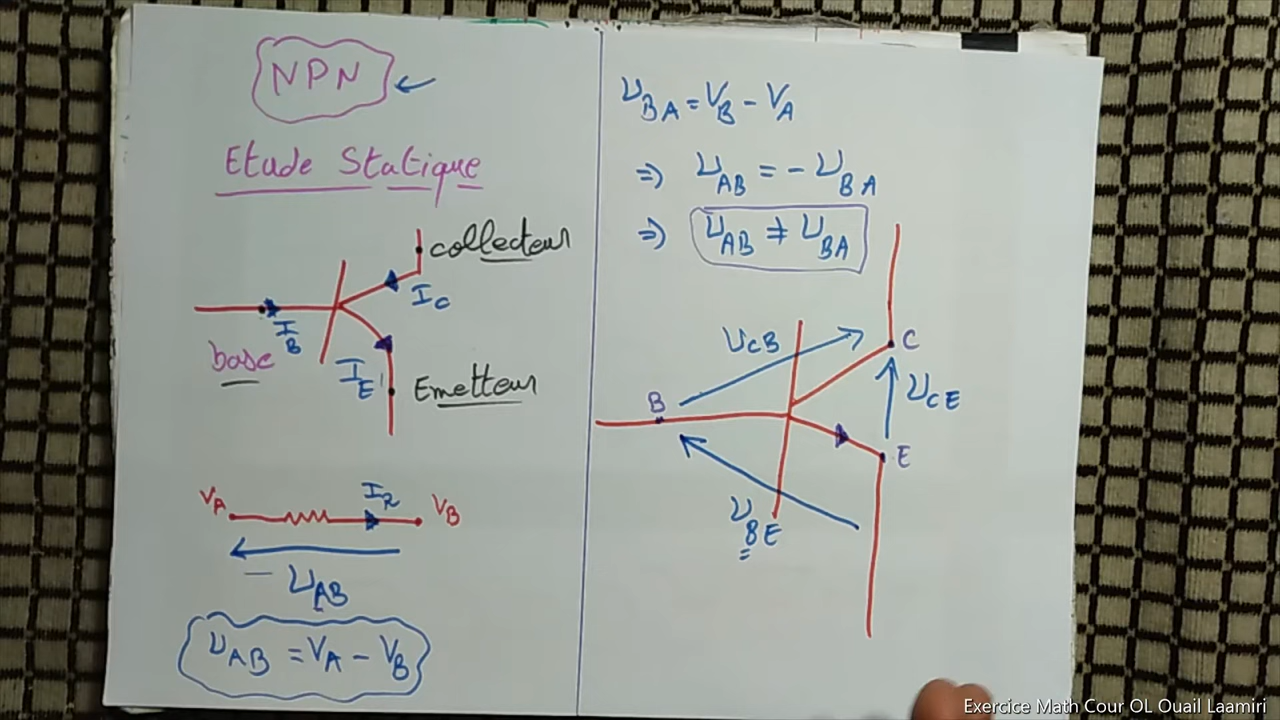 NPN
Etude Statique
collecteur
I_C
I_B
base
I_E
Emetteur
V_A
I_R
V_B
U_AB
U_AB = V_A - V_B
U_BA = V_B - V_A
=> U_AB = - U_BA
=> U_AB ≠ U_BA
U_CB
C
B
U_CE
E
U_BE
Exercice Math Cour OL Ouail Laamiri